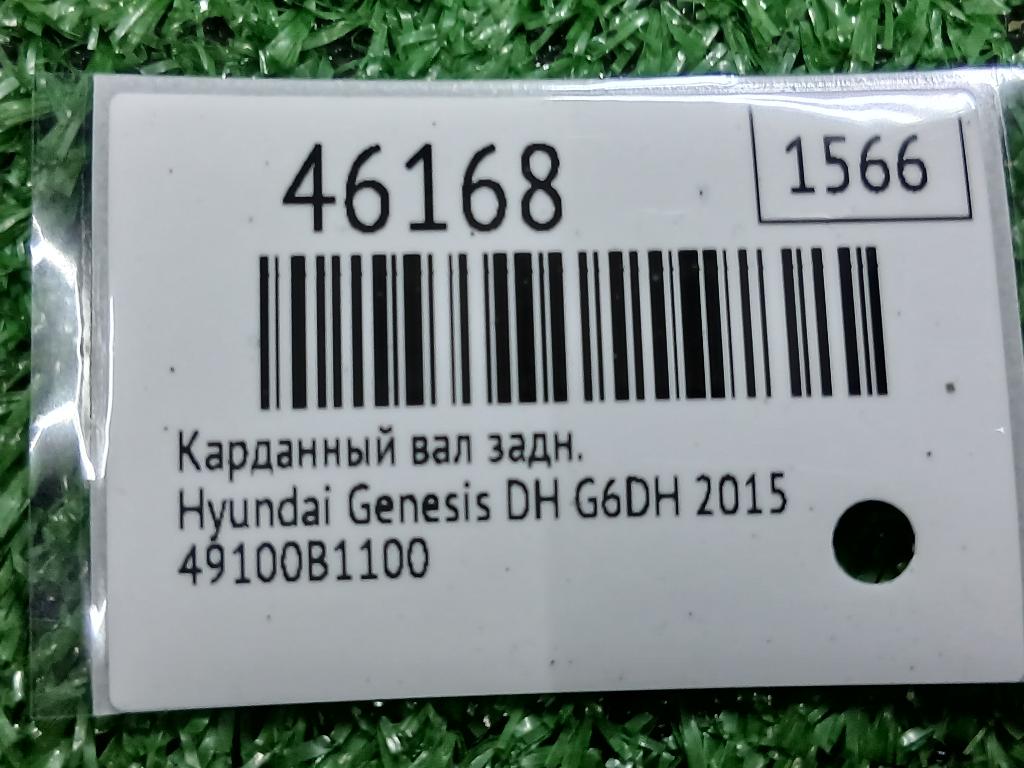 46168
1566
Карданный вал задн.
Hyundai Genesis DH G6DH 2015
49100B1100